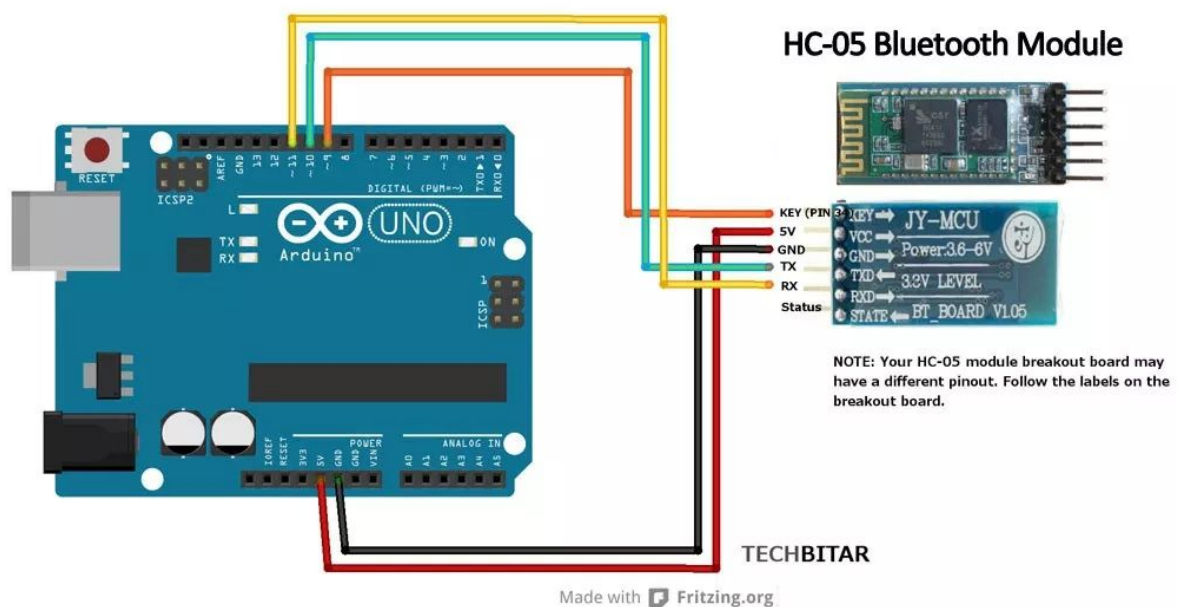 HC-05 Bluetooth Module
RESET
ICSP2
AREF
GND
13
12
~11
~10
~9
8
7
~6
~5
4
~3
2
TX0▶1
RX0◀0
DIGITAL (PWM=~)
L
TX
RX
Arduino™
UNO
ON
1
ICSP
KEY (PIN 34)
5V
GND
TX
RX
Status
KEY
VCC
GND
TXD
RXD
STATE
JY-MCU
Power:3.6-6V
3.3V LEVEL
BT_BOARD V1.05
NOTE: Your HC-05 module breakout board may
have a different pinout. Follow the labels on the
breakout board.
POWER
ANALOG IN
IOREF
RESET
3V3
5V
GND
GND
VIN
A0
A1
A2
A3
A4
A5
TECHBITAR
Made with Fritzing.org